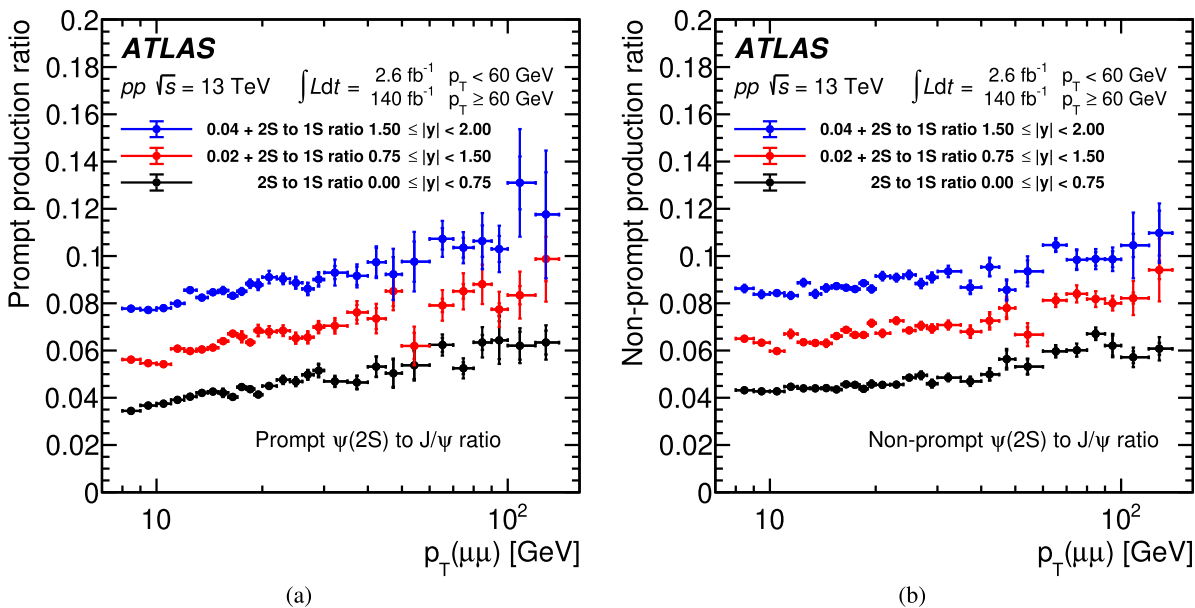 ATLAS
pp √s = 13 TeV
∫Ldt =
2.6 fb⁻¹ p_T < 60 GeV
140 fb⁻¹ p_T ≥ 60 GeV
0.04 + 2S to 1S ratio 1.50 ≤|y| < 2.00
0.02 + 2S to 1S ratio 0.75 ≤|y| < 1.50
2S to 1S ratio 0.00 ≤|y| < 0.75
Prompt ψ(2S) to J/ψ ratio
Prompt production ratio
0.2
0.18
0.16
0.14
0.12
0.1
0.08
0.06
0.04
0.02
0
10
10²
p_T(μμ) [GeV]
(a)
ATLAS
pp √s = 13 TeV
∫Ldt =
2.6 fb⁻¹ p_T < 60 GeV
140 fb⁻¹ p_T ≥ 60 GeV
0.04 + 2S to 1S ratio 1.50 ≤|y| < 2.00
0.02 + 2S to 1S ratio 0.75 ≤|y| < 1.50
2S to 1S ratio 0.00 ≤|y| < 0.75
Non-prompt ψ(2S) to J/ψ ratio
Non-prompt production ratio
0.2
0.18
0.16
0.14
0.12
0.1
0.08
0.06
0.04
0.02
0
10
10²
p_T(μμ) [GeV]
(b)